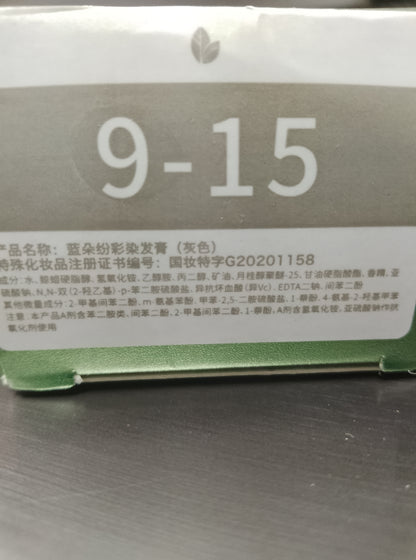 9-15
产品名称：蓝朵纷彩染发膏（灰色）
特殊化妆品注册证书编号：国妆特字G20201158
成分:水、鲸蜡硬脂醇、氢氧化铵、乙醇胺、丙二醇、矿油、月桂醇聚醚-25、甘油硬脂酸酯、香精、亚
硫酸钠、N,N-双(2-羟乙基)-p-苯二胺硫酸盐、异抗坏血酸(异Vc)、EDTA二钠、间苯二酚
其他微量成分:2-甲基间苯二酚、m-氨基苯酚、甲苯-2,5-二胺硫酸盐、1-萘酚、4-氨基-2-羟基甲苯
注意:本产品A剂含苯二胺类、间苯二酚、2-甲基间苯二酚、1-萘酚、A剂含氢氧化铵、亚硫酸钠作抗
氧化剂使用